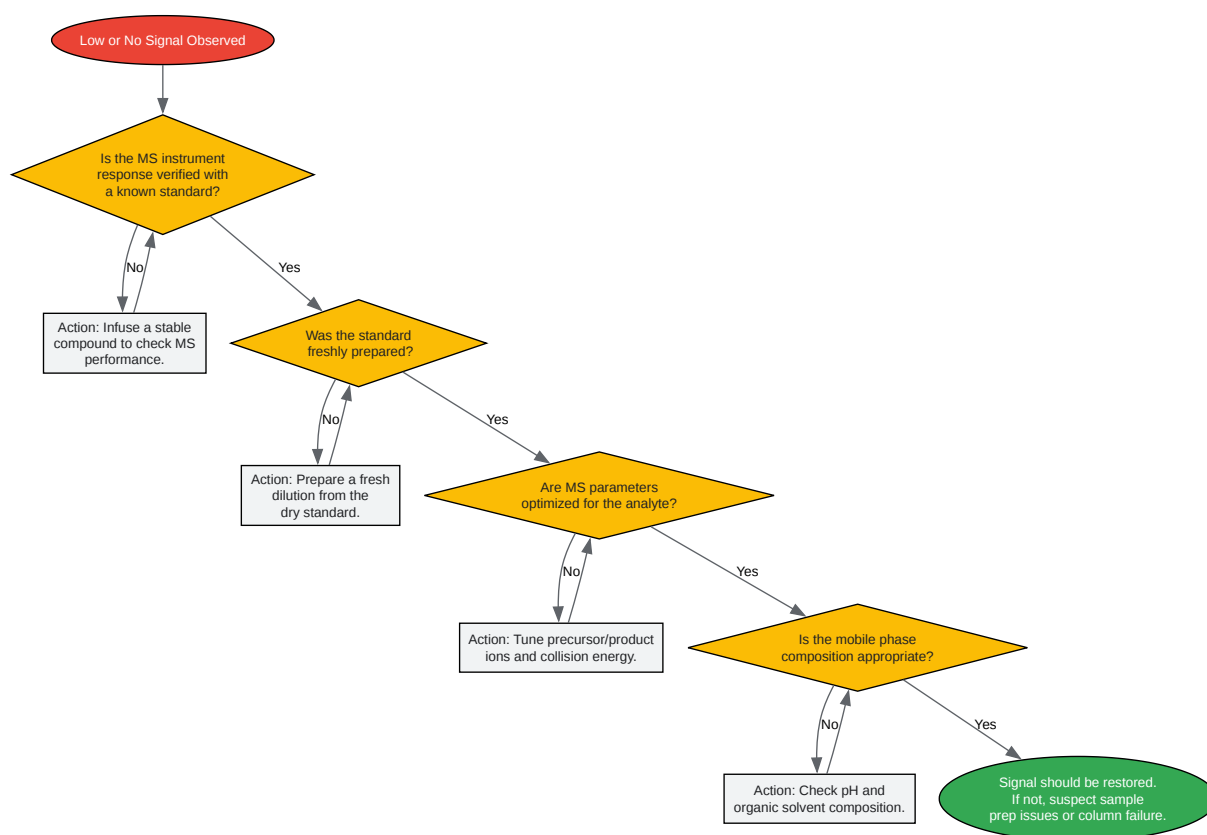 Low or No Signal Observed
Is the MS instrument
response verified with
a known standard?
No
Yes
Action: Infuse a stable
compound to check MS
performance.
Was the standard
freshly prepared?
No
Yes
Action: Prepare a fresh
dilution from the
dry standard.
Are MS parameters
optimized for the analyte?
No
Yes
Action: Tune precursor/product
ions and collision energy.
Is the mobile phase
composition appropriate?
No
Yes
Action: Check pH and
organic solvent composition.
Signal should be restored.
If not, suspect sample
prep issues or column failure.